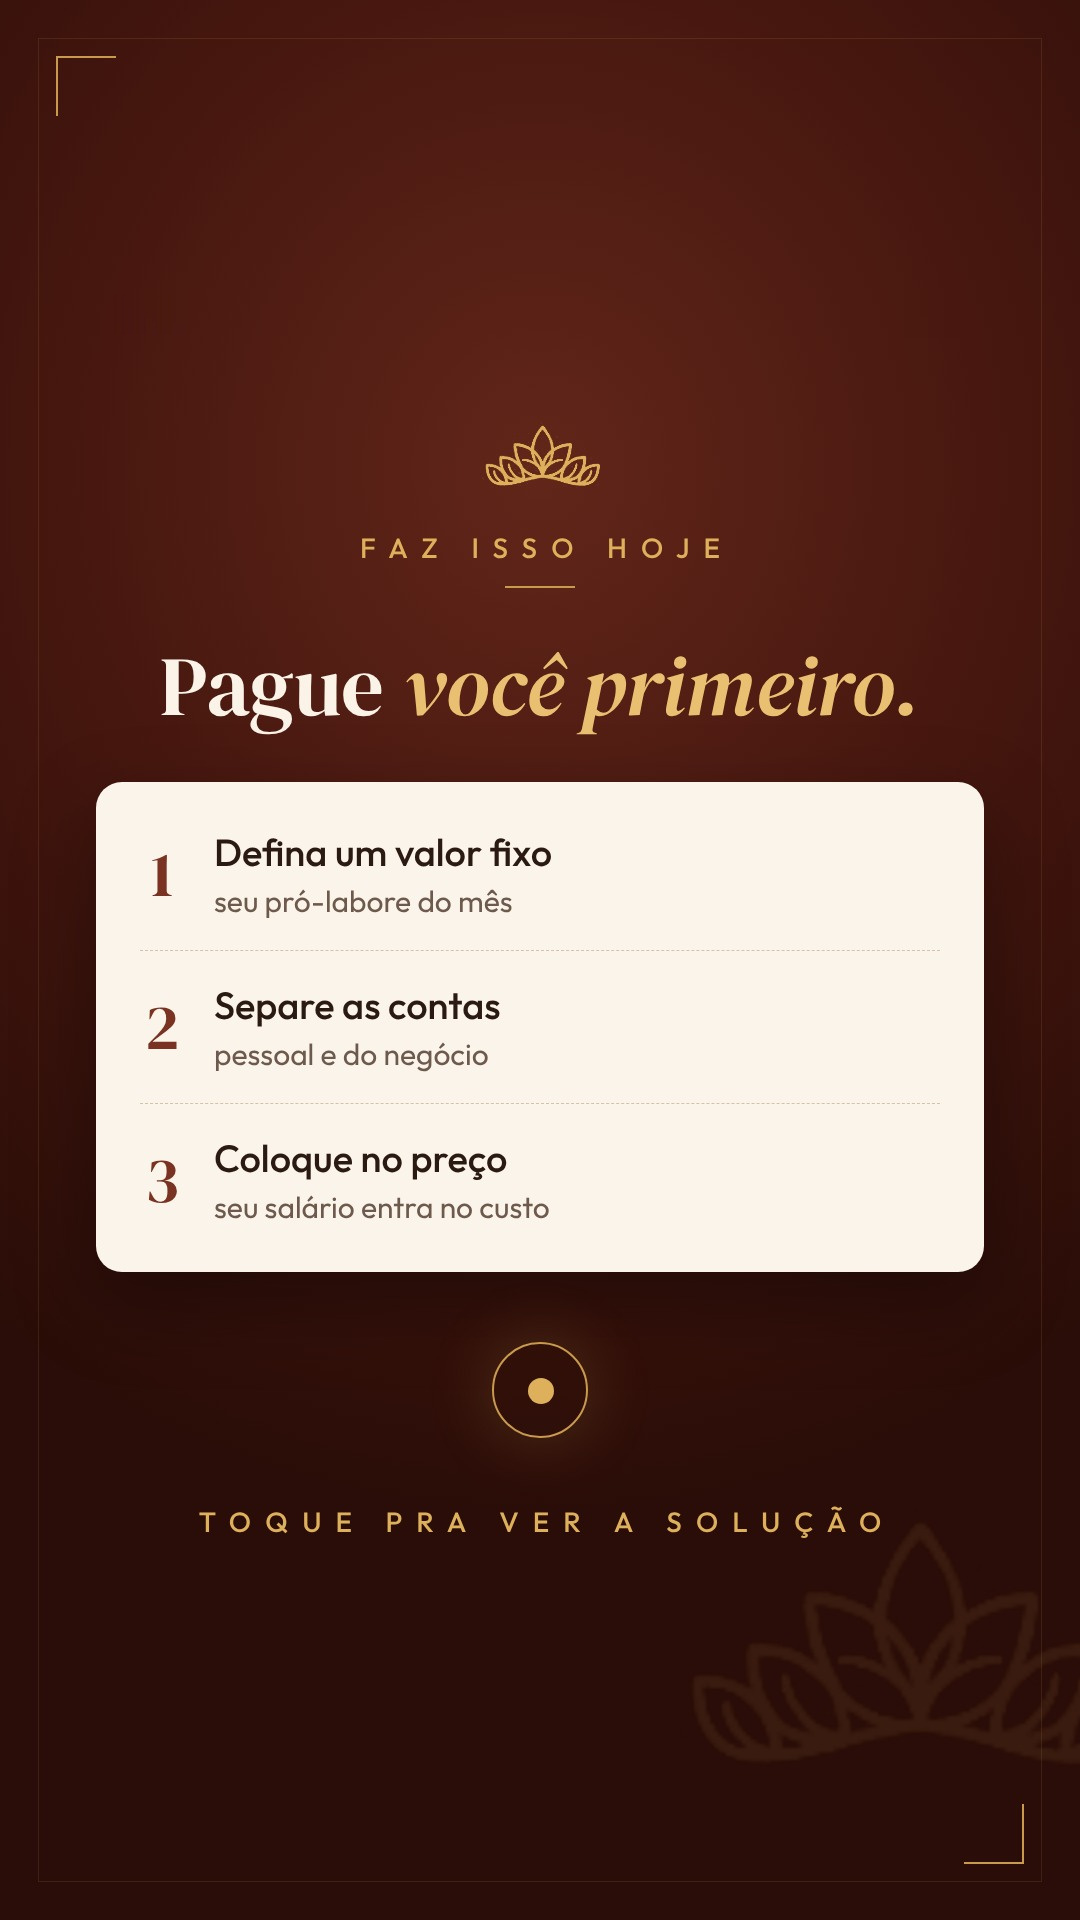 FAZ ISSO HOJE
Pague você primeiro.
1
Defina um valor fixo
seu pró-labore do mês
2
Separe as contas
pessoal e do negócio
3
Coloque no preço
seu salário entra no custo
TOQUE PRA VER A SOLUÇÃO